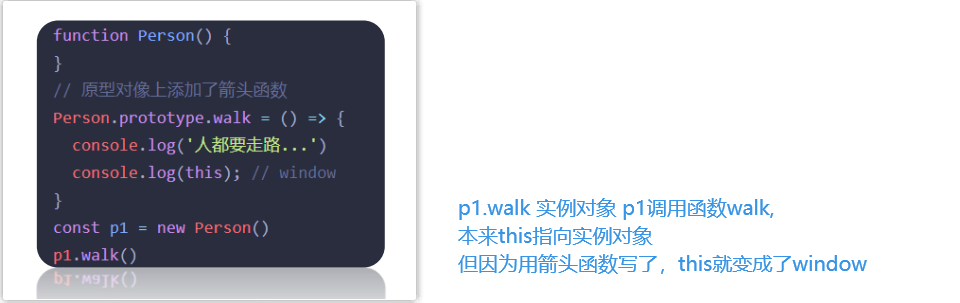 function Person() {
}
// 原型对像上添加了箭头函数
Person.prototype.walk = () => {
  console.log('人都要走路...')
  console.log(this); // window
}
const p1 = new Person()
p1.walk()
p1.walk 实例对象 p1调用函数walk,
本来this指向实例对象
但因为用箭头函数写了，this就变成了window